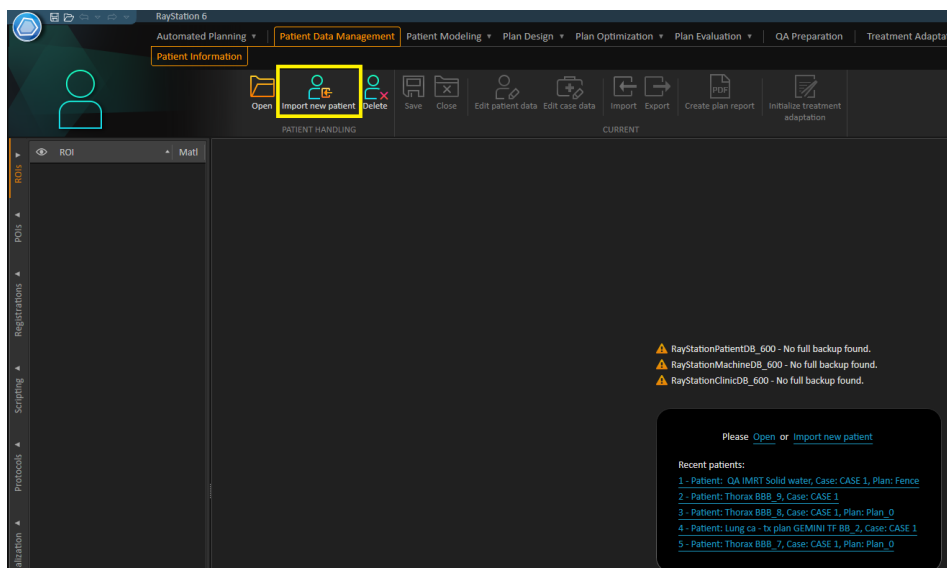 RayStation 6
Automated Planning Patient Data Management Patient Modeling Plan Design Plan Optimization Plan Evaluation QA Preparation Treatment Adapta
Patient Information
Open Import new patient Delete Save Close Edit patient data Edit case data Import Export Create plan report Initialize treatment adaptation
PDF
PATIENT HANDLING CURRENT
ROI Matl
ROIs
POIs
Registrations
Scripting
Protocols
alization
RayStationPatientDB_600 - No full backup found.
RayStationMachineDB_600 - No full backup found.
RayStationClinicDB_600 - No full backup found.
Please Open or Import new patient
Recent patients:
1 - Patient: QA IMRT Solid water, Case: CASE 1, Plan: Fence
2 - Patient: Thorax BBB_9, Case: CASE 1
3 - Patient: Thorax BBB_8, Case: CASE 1, Plan: Plan_0
4 - Patient: Lung ca - tx plan GEMINI TF BB_2, Case: CASE 1
5 - Patient: Thorax BBB_7, Case: CASE 1, Plan: Plan_0